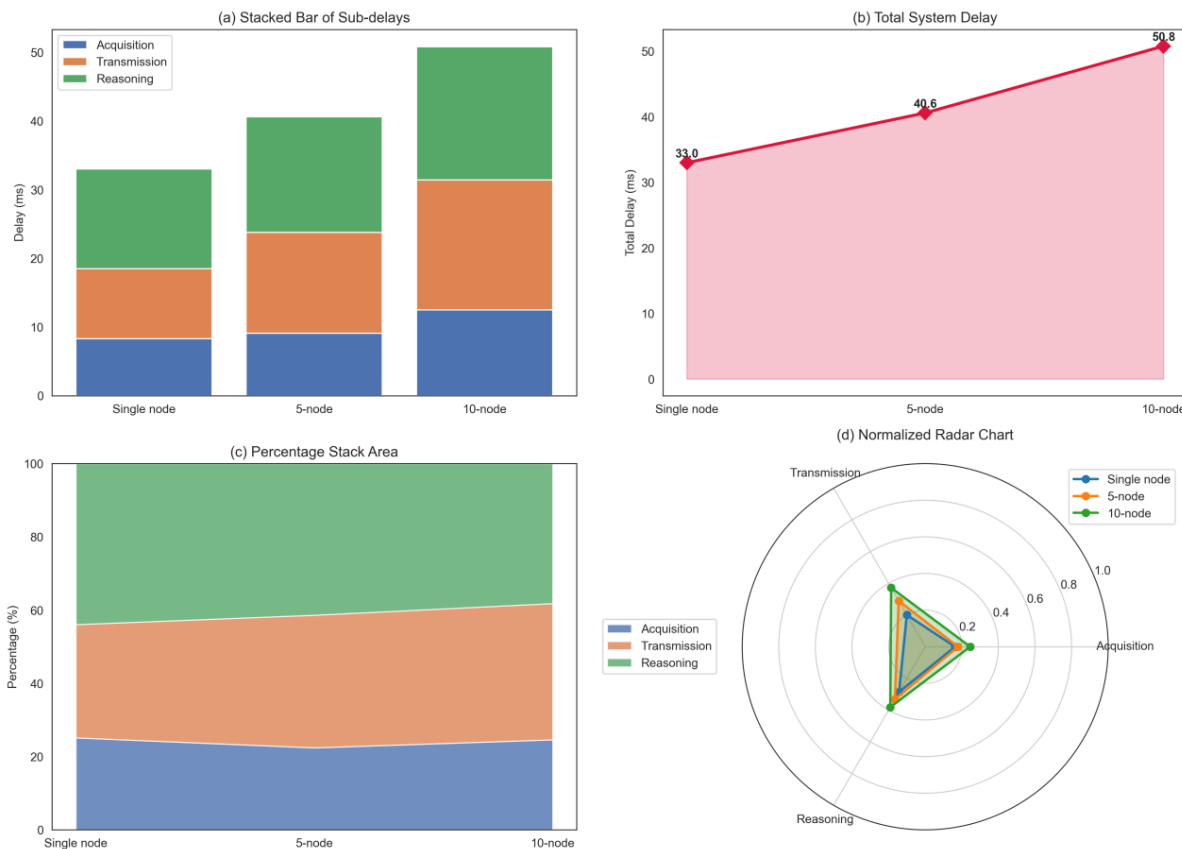 (a) Stacked Bar of Sub-delays
Acquisition
Transmission
Reasoning
Delay (ms)
50
40
30
20
10
0
Single node
5-node
10-node
(b) Total System Delay
Total Delay (ms)
50
40
30
20
10
0
33.0
40.6
50.8
Single node
5-node
10-node
(c) Percentage Stack Area
Percentage (%)
100
80
60
40
20
0
Single node
5-node
10-node
Acquisition
Transmission
Reasoning
(d) Normalized Radar Chart
Transmission
Single node
5-node
10-node
1.0
0.8
0.6
0.4
0.2
Acquisition
Reasoning